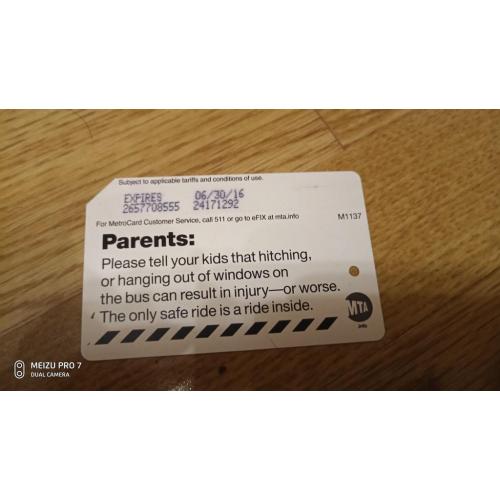 Subject to applicable tariffs and conditions of use.
EXPIRES 06/30/16
2657708555 24171292
For MetroCard Customer Service, call 511 or go to eFIX at mta.info M1137
Parents:
Please tell your kids that hitching,
or hanging out of windows on
the bus can result in injury—or worse.
The only safe ride is a ride inside.
MTA
.info
MEIZU PRO 7
DUAL CAMERA